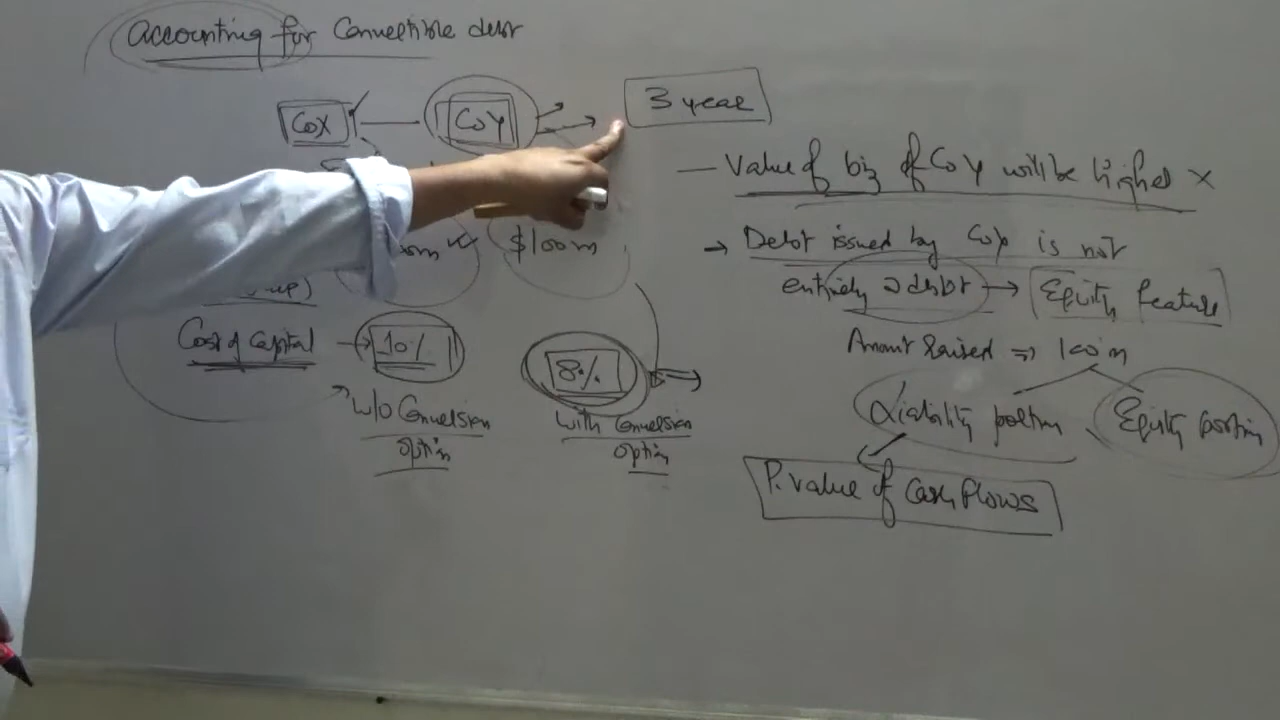 Accounting for Convertible debt
CoX CoY 3 year
— Value of biz of Co Y will be higher ×
→ Debt issued by CoY is not
entirely a debt → Equity feature
$100m
Cost of Capital → 10% 8%
Amount raised ⇒ 100m
W/o Conversion option
With Conversion option
Liability portion Equity portion
P. Value of Cash flows